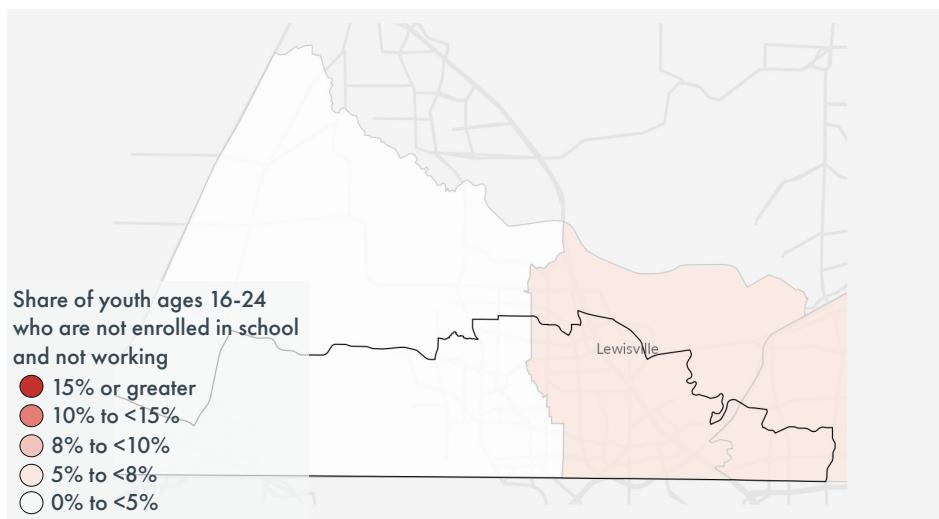 Share of youth ages 16-24
who are not enrolled in school
and not working
15% or greater
10% to <15%
8% to <10%
5% to <8%
0% to <5%
Lewisville